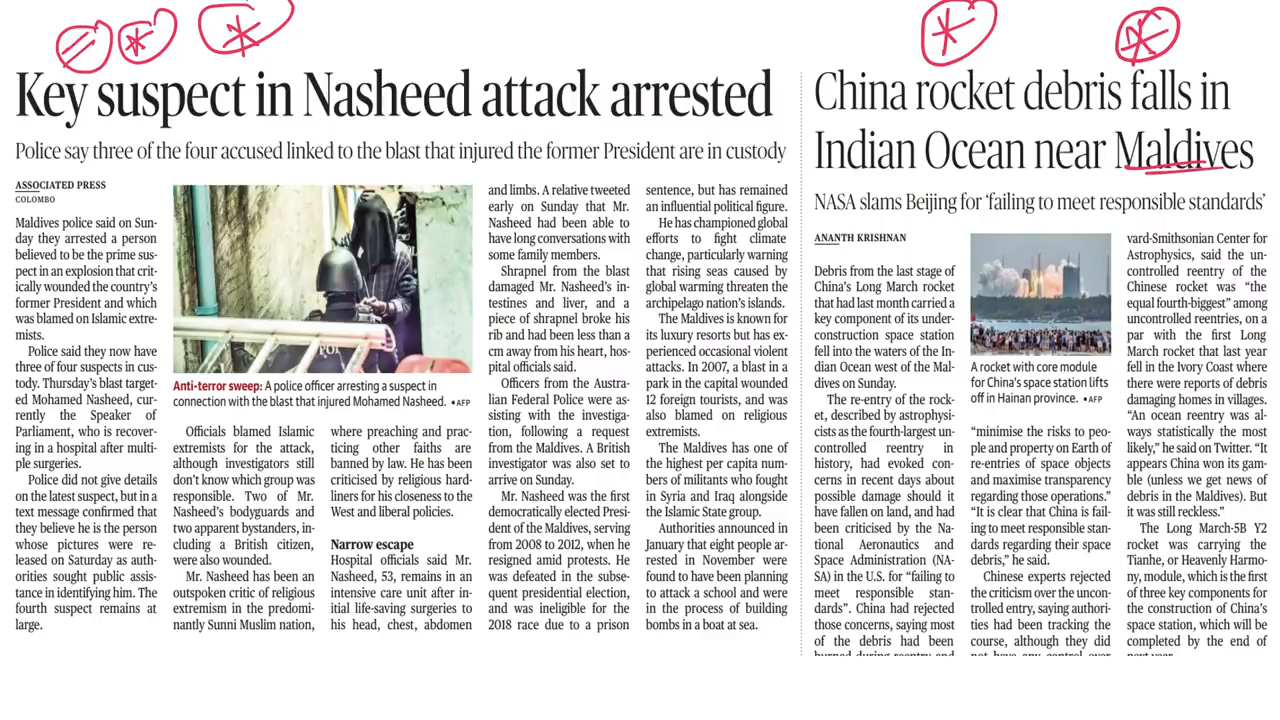 Key suspect in Nasheed attack arrested
Police say three of the four accused linked to the blast that injured the former President are in custody
ASSOCIATED PRESS
COLOMBO
Maldives police said on Sun-
day they arrested a person
believed to be the prime sus-
pect in an explosion that crit-
ically wounded the country's
former President and which
was blamed on Islamic extre-
mists.
Police said they now have
three of four suspects in cus-
tody. Thursday's blast target-
ed Mohamed Nasheed, cur-
rently the Speaker of
Parliament, who is recover-
ing in a hospital after multi-
ple surgeries.
Police did not give details
on the latest suspect, but in a
text message confirmed that
they believe he is the person
whose pictures were re-
leased on Saturday as auth-
orities sought public assis-
tance in identifying him. The
fourth suspect remains at
large.
POL
Anti-terror sweep: A police officer arresting a suspect in
connection with the blast that injured Mohamed Nasheed. • AFP
Officials blamed Islamic
extremists for the attack,
although investigators still
don't know which group was
responsible. Two of Mr.
Nasheed's bodyguards and
two apparent bystanders, in-
cluding a British citizen,
were also wounded.
Mr. Nasheed has been an
outspoken critic of religious
extremism in the predomi-
nantly Sunni Muslim nation,
where preaching and prac-
ticing other faiths are
banned by law. He has been
criticised by religious hard-
liners for his closeness to the
West and liberal policies.
Narrow escape
Hospital officials said Mr.
Nasheed, 53, remains in an
intensive care unit after in-
itial life-saving surgeries to
his head, chest, abdomen
and limbs. A relative tweeted
early on Sunday that Mr.
Nasheed had been able to
have long conversations with
some family members.
Shrapnel from the blast
damaged Mr. Nasheed's in-
testines and liver, and a
piece of shrapnel broke his
rib and had been less than a
cm away from his heart, hos-
pital officials said.
Officers from the Austra-
lian Federal Police were as-
sisting with the investiga-
tion, following a request
from the Maldives. A British
investigator was also set to
arrive on Sunday.
Mr. Nasheed was the first
democratically elected Presi-
dent of the Maldives, serving
from 2008 to 2012, when he
resigned amid protests. He
was defeated in the subse-
quent presidential election,
and was ineligible for the
2018 race due to a prison
sentence, but has remained
an influential political figure.
He has championed global
efforts to fight climate
change, particularly warning
that rising seas caused by
global warming threaten the
archipelago nation's islands.
The Maldives is known for
its luxury resorts but has ex-
perienced occasional violent
attacks. In 2007, a blast in a
park in the capital wounded
12 foreign tourists, and was
also blamed on religious
extremists.
The Maldives has one of
the highest per capita num-
bers of militants who fought
in Syria and Iraq alongside
the Islamic State group.
Authorities announced in
January that eight people ar-
rested in November were
found to have been planning
to attack a school and were
in the process of building
bombs in a boat at sea.
China rocket debris falls in
Indian Ocean near Maldives
NASA slams Beijing for 'failing to meet responsible standards'
ANANTH KRISHNAN
Debris from the last stage of
China's Long March rocket
that had last month carried a
key component of its under-
construction space station
fell into the waters of the In-
dian Ocean west of the Mal-
dives on Sunday.
The re-entry of the rock-
et, described by astrophysi-
cists as the fourth-largest un-
controlled reentry in
history, had evoked con-
cerns in recent days about
possible damage should it
have fallen on land, and had
been criticised by the Na-
tional Aeronautics and
Space Administration (NA-
SA) in the U.S. for "failing to
meet responsible stan-
dards". China had rejected
those concerns, saying most
of the debris had been
burned during reentry and
A rocket with core module
for China's space station lifts
off in Hainan province. • AFP
"minimise the risks to peo-
ple and property on Earth of
re-entries of space objects
and maximise transparency
regarding those operations."
"It is clear that China is fail-
ing to meet responsible stan-
dards regarding their space
debris," he said.
Chinese experts rejected
the criticism over the uncon-
trolled entry, saying authori-
ties had been tracking the
course, although they did
not have any control over
vard-Smithsonian Center for
Astrophysics, said the un-
controlled reentry of the
Chinese rocket was "the
equal fourth-biggest" among
uncontrolled reentries, on a
par with the first Long
March rocket that last year
fell in the Ivory Coast where
there were reports of debris
damaging homes in villages.
"An ocean reentry was al-
ways statistically the most
likely," he said on Twitter. "It
appears China won its gam-
ble (unless we get news of
debris in the Maldives). But
it was still reckless."
The Long March-5B Y2
rocket was carrying the
Tianhe, or Heavenly Harmo-
ny, module, which is the first
of three key components for
the construction of China's
space station, which will be
completed by the end of
next year.